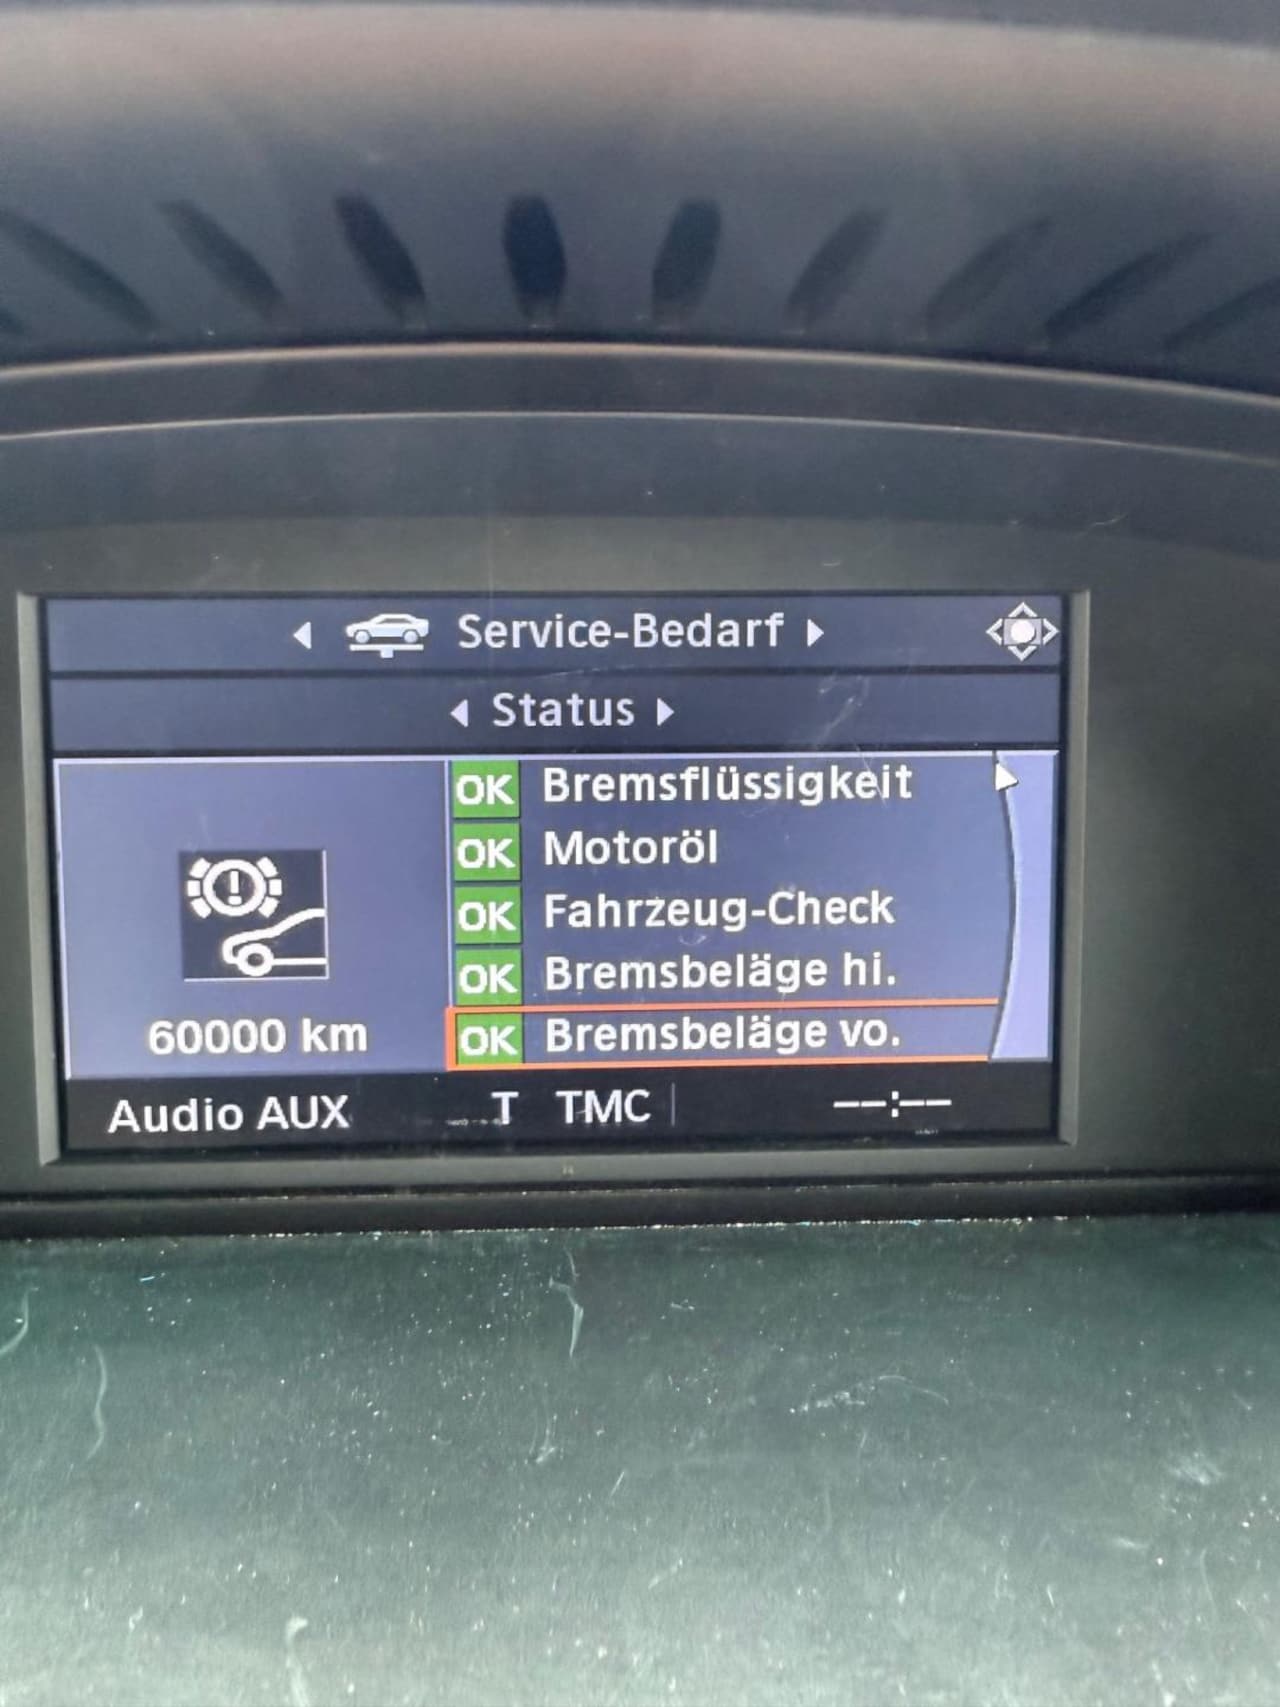 Service-Bedarf
Status
OK Bremsflüssigkeit
OK Motoröl
OK Fahrzeug-Check
OK Bremsbeläge hi.
OK Bremsbeläge vo.
60000 km
Audio AUX T TMC --:--